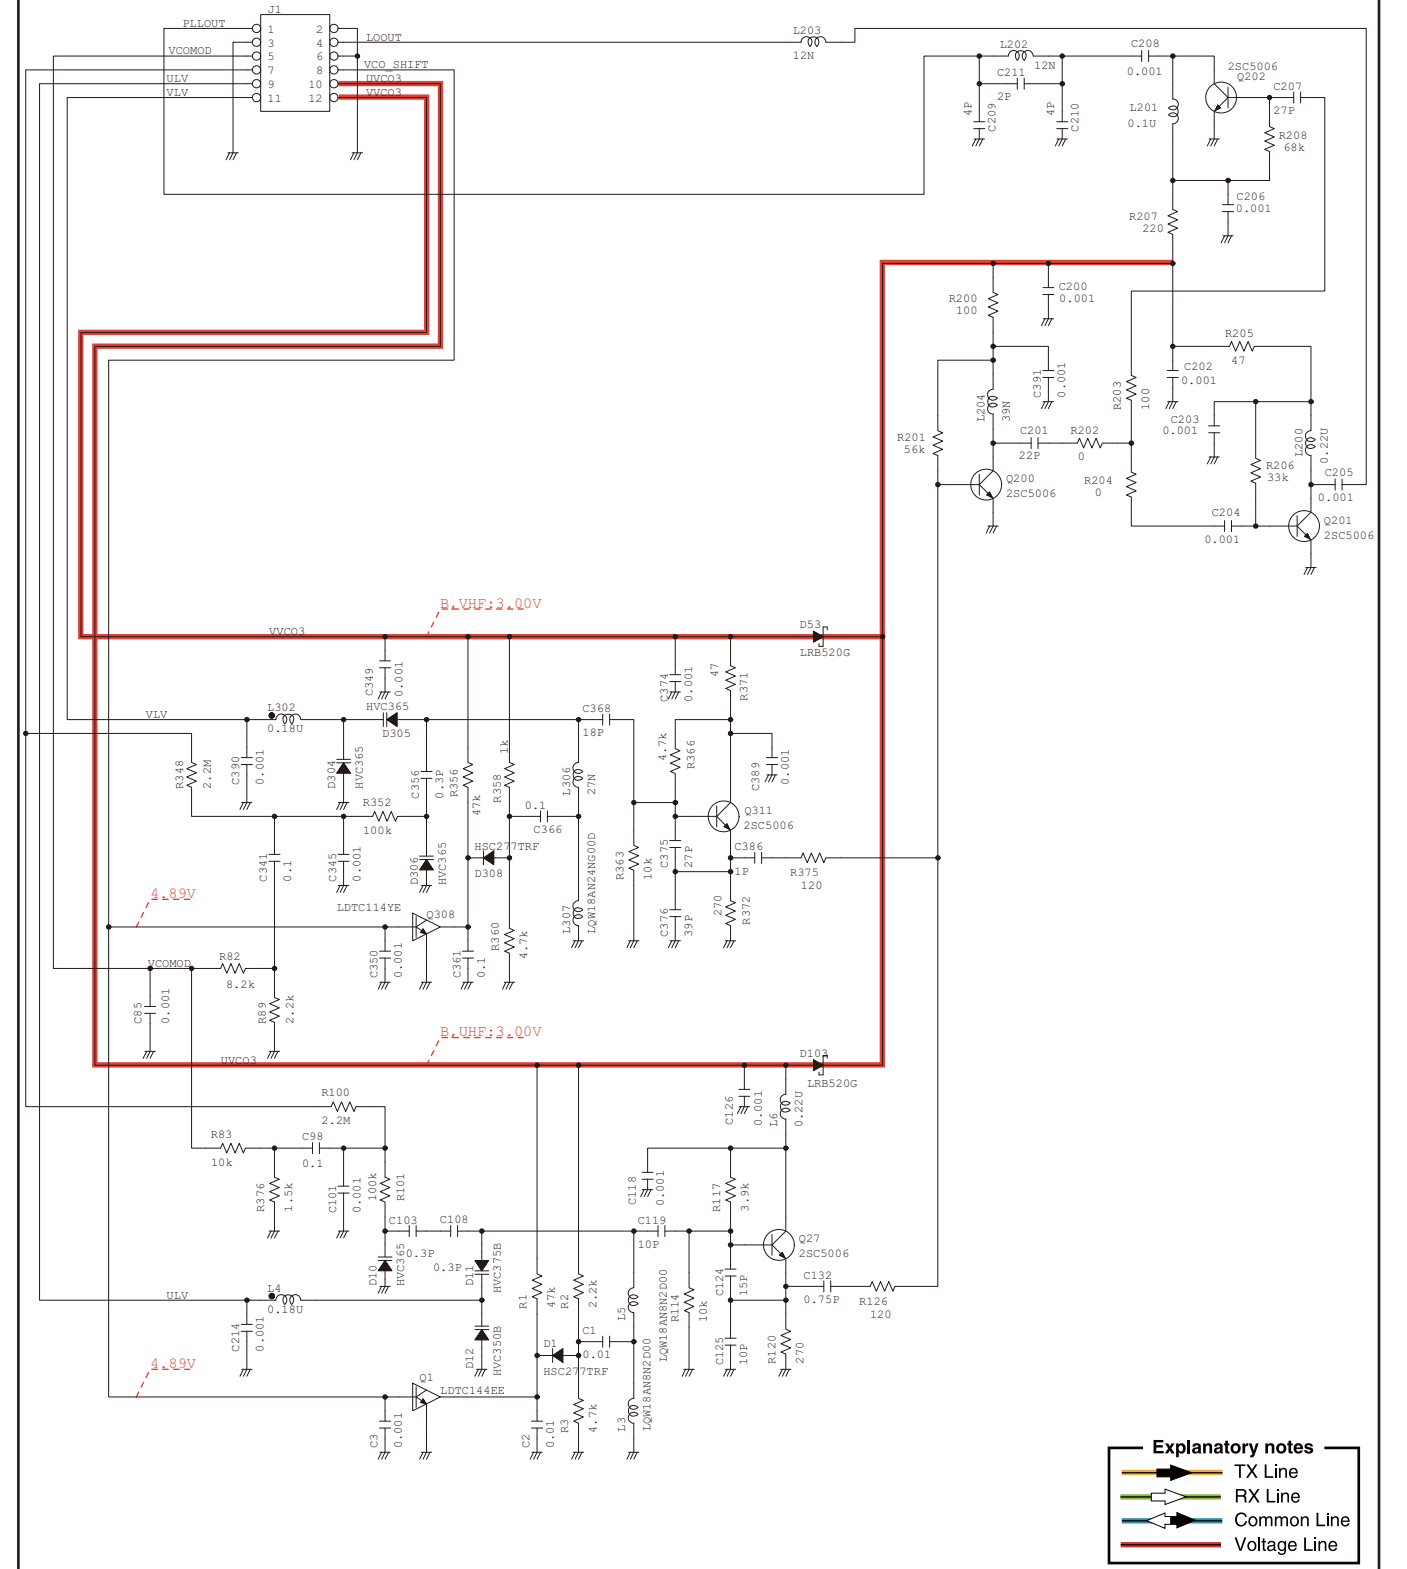 J1
PLLOUT 1 2
3 4 LOOUT
VCOMOD 5 6
7 8 VCO_SHIFT
ULV 9 10 UVCO3
VLV 11 12 VVCO3
L203
12N
L202
12N
C211
2P
4P
C209
4P
C210
C208
0.001
2SC5006
Q202
C207
27P
L201
0.1U
R208
68k
C206
0.001
R207
220
R200
100
C200
0.001
R205
47
C391
0.001
C202
0.001
R203
100
L204
39N
R201
56k
C201
22P
R202
0
C203
0.001
L200
0.22U
R206
33k
C205
0.001
Q200
2SC5006
R204
0
C204
0.001
Q201
2SC5006
B.VHF:3.00V
VVCO3
D53
LRB520G
C349
0.001
C374
0.001
47
R371
VLV
L302
0.18U
HVC365
D305
C368
18P
R348
2.2M
C390
0.001
D304
HVC365
C356
0.3P
R356
47k
R358
1k
L306
27N
4.7k
R366
C389
0.001
R352
100k
0.1
C366
Q311
2SC5006
C341
0.1
C345
0.001
D306
HVC365
HSC277TRF
D308
R363
10k
C375
27P
C386
1P
R375
120
4.89V
LDTC114YE
Q308
L307
LQW18AN24NG00D
C376
39P
270
R372
C350
0.001
C361
0.1
R360
4.7k
VCOMOD
R82
8.2k
C85
0.001
R89
2.2k
B.UHF:3.00V
UVCO3
D103
LRB520G
C126
0.001
L6
0.22U
R100
2.2M
R83
10k
C98
0.1
R376
1.5k
C101
0.001
100k
R101
C118
0.001
R117
3.9k
C103
0.3P
C108
0.3P
C119
10P
Q27
2SC5006
D10
HVC365
D11
HVC375B
C124
15P
C132
0.75P
R126
120
ULV
L4
0.18U
C214
0.001
D12
HVC350B
R1
47k
R2
2.2k
L5
LQW18AN8N2D00
R114
10k
C125
10P
R120
270
D1
HSC277TRF
C1
0.01
4.89V
Q1
LDTC144EE
C3
0.001
C2
0.01
R3
4.7k
L3
LQW18AN8N2D00
Explanatory notes
TX Line
RX Line
Common Line
Voltage Line